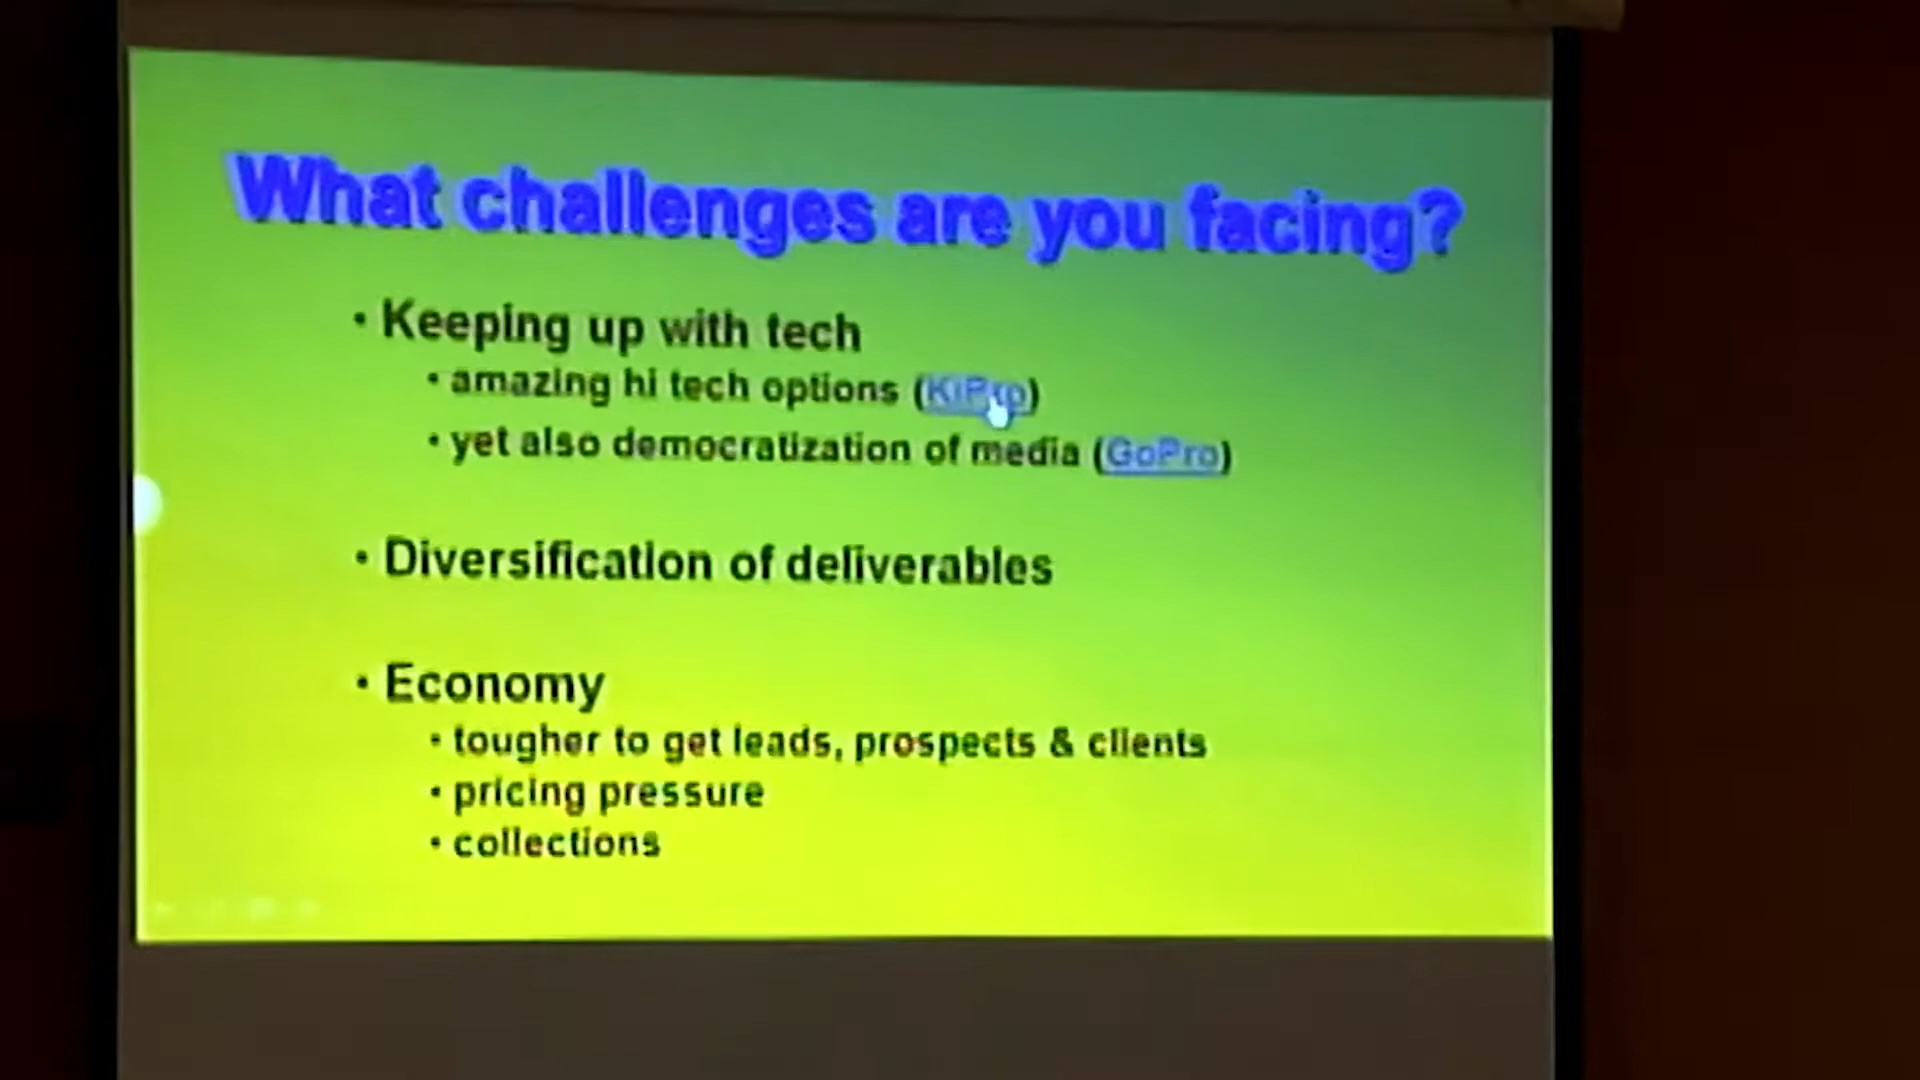 What challenges are you facing?
• Keeping up with tech
• amazing hi tech options (KiPro)
• yet also democratization of media (GoPro)
• Diversification of deliverables
• Economy
• tougher to get leads, prospects & clients
• pricing pressure
• collections